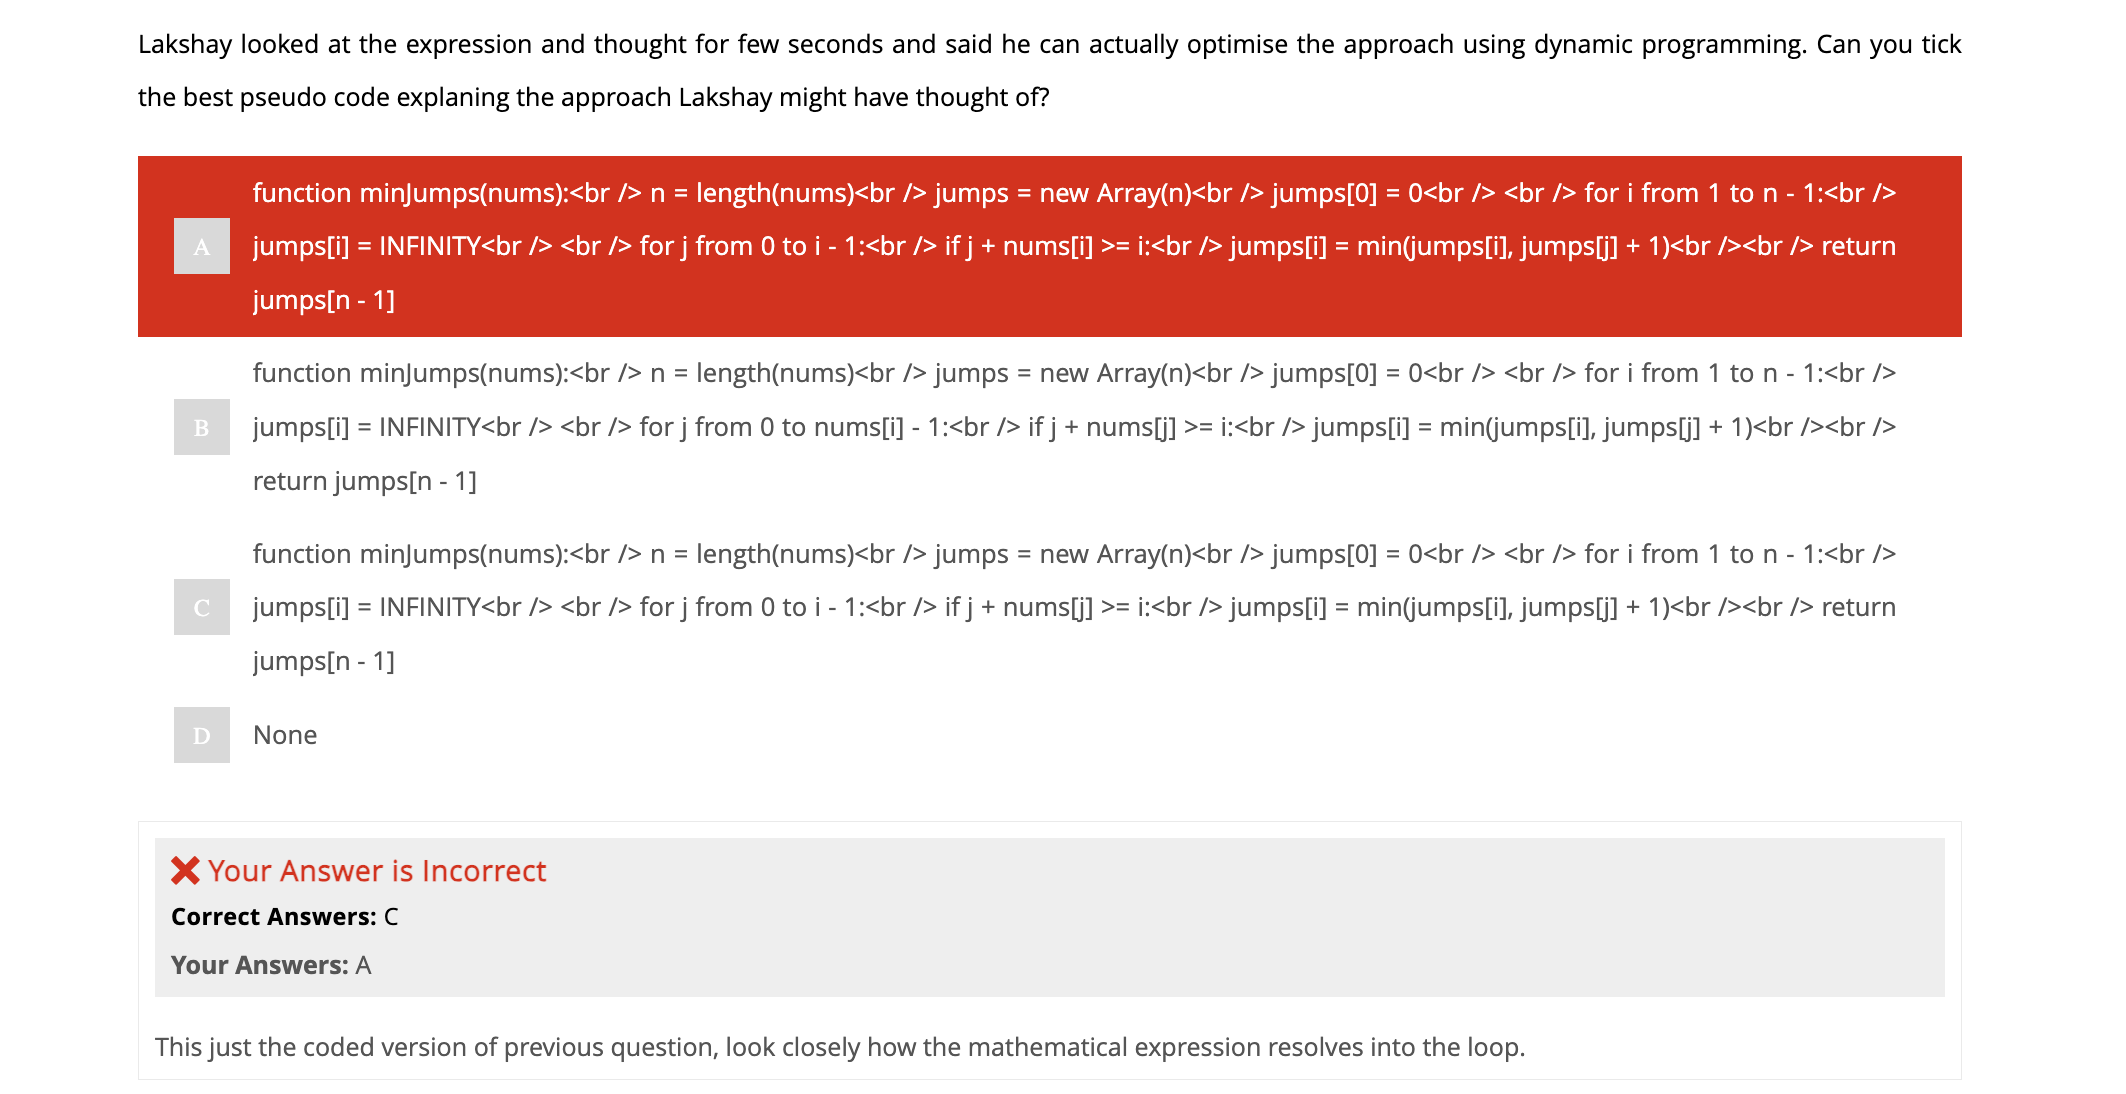 Lakshay looked at the expression and thought for few seconds and said he can actually optimise the approach using dynamic programming. Can you tick
the best pseudo code explaning the approach Lakshay might have thought of?
function minJumps(nums):<br /> n = length(nums)<br /> jumps = new Array(n)<br /> jumps[0] = 0<br /> <br /> for i from 1 to n - 1:<br />
A jumps[i] = INFINITY<br /> <br /> for j from 0 to i - 1:<br /> if j + nums[i] >= i:<br /> jumps[i] = min(jumps[i], jumps[j] + 1)<br /><br /> return
jumps[n - 1]
function minJumps(nums):<br /> n = length(nums)<br /> jumps = new Array(n)<br /> jumps[0] = 0<br /> <br /> for i from 1 to n - 1:<br />
B jumps[i] = INFINITY<br /> <br /> for j from 0 to nums[i] - 1:<br /> if j + nums[j] >= i:<br /> jumps[i] = min(jumps[i], jumps[j] + 1)<br /><br />
return jumps[n - 1]
function minJumps(nums):<br /> n = length(nums)<br /> jumps = new Array(n)<br /> jumps[0] = 0<br /> <br /> for i from 1 to n - 1:<br />
C jumps[i] = INFINITY<br /> <br /> for j from 0 to i - 1:<br /> if j + nums[j] >= i:<br /> jumps[i] = min(jumps[i], jumps[j] + 1)<br /><br /> return
jumps[n - 1]
D None
Your Answer is Incorrect
Correct Answers: C
Your Answers: A
This just the coded version of previous question, look closely how the mathematical expression resolves into the loop.